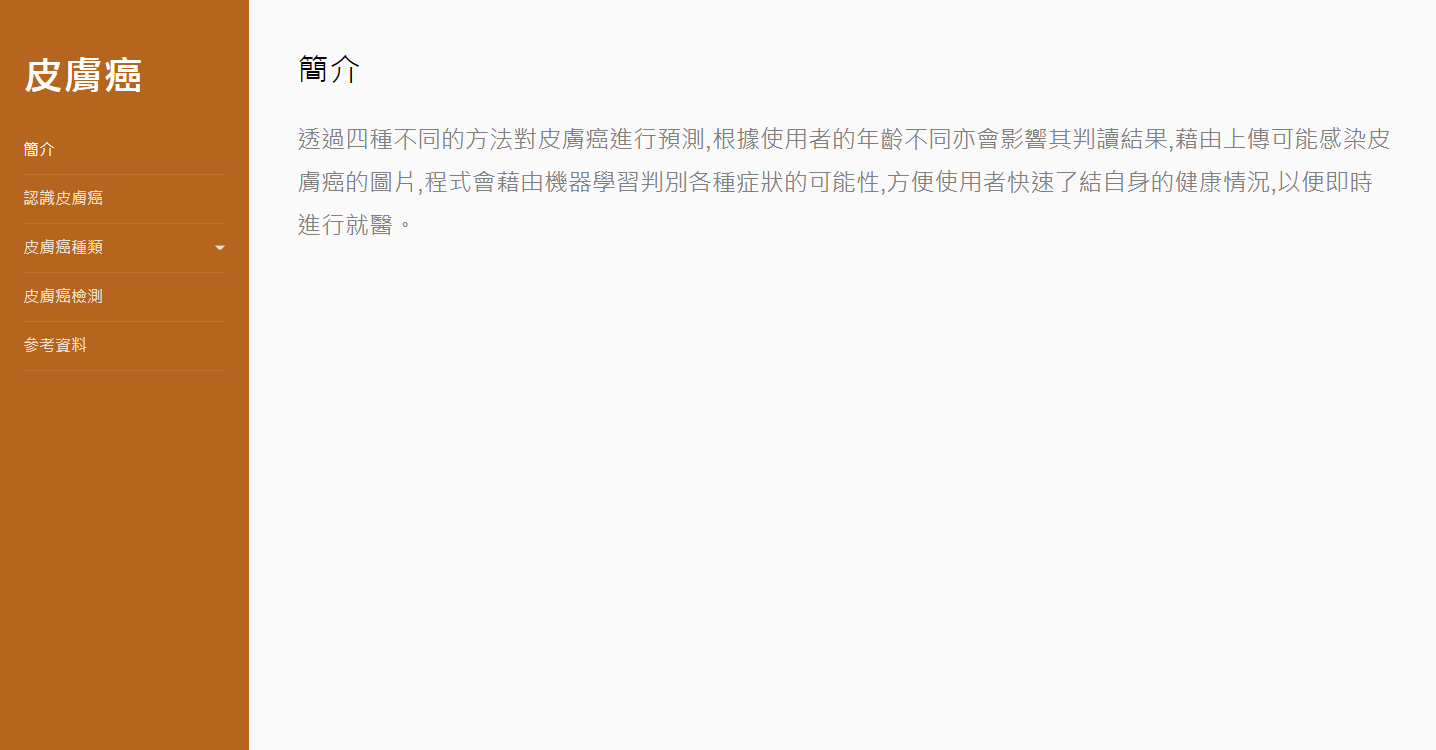 皮膚癌
簡介
認識皮膚癌
皮膚癌種類
皮膚癌檢測
參考資料
簡介
透過四種不同的方法對皮膚癌進行預測,根據使用者的年齡不同亦會影響其判讀結果,藉由上傳可能感染皮
膚癌的圖片,程式會藉由機器學習判別各種症狀的可能性,方便使用者快速了結自身的健康情況,以便即時
進行就醫。